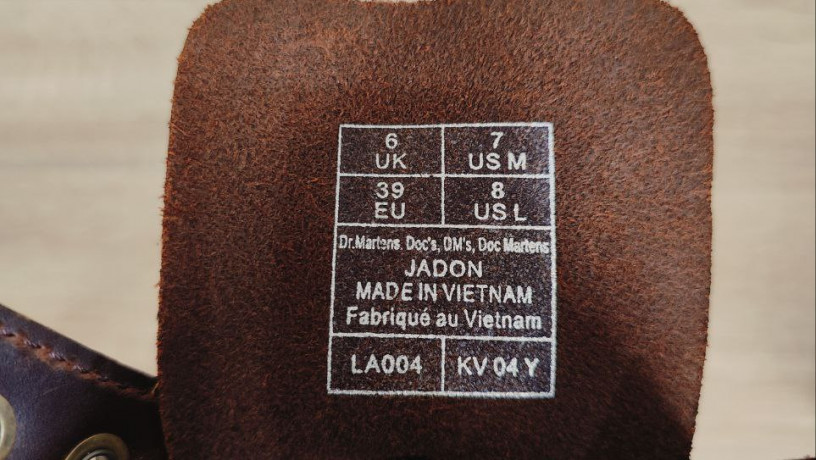 6 UK
7 US M
39 EU
8 US L
Dr.Martens, Doc's, DM's, Doc Martens
JADON
MADE IN VIETNAM
Fabriqué au Vietnam
LA004
KV 04 Y